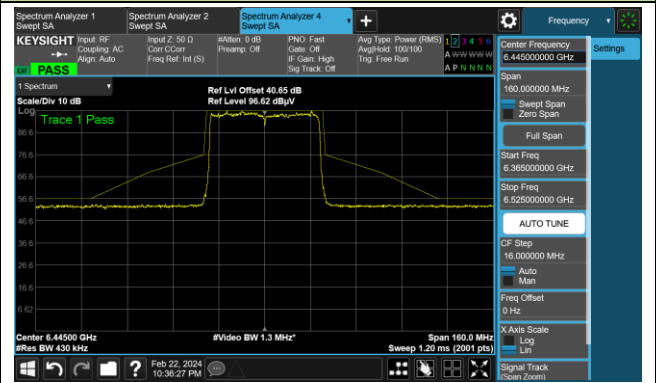 Spectrum Analyzer 1
Swept SA
Spectrum Analyzer 2
Swept SA
Spectrum Analyzer 4
Swept SA
Frequency
KEYSIGHT
Input: RF
Coupling: AC
Align: Auto
Input Z: 50 Ω
Corr CCorr
Freq Ref: Int (S)
#Atten: 0 dB
Preamp: Off
PNO: Fast
Gate: Off
IF Gain: High
Sig Track: Off
Avg Type: Power (RMS)
Avg|Hold: 100/100
Trig: Free Run
1 2 3 4 5 6
A W W W W W
A P N N N N
LXI PASS
1 Spectrum
Scale/Div 10 dB
Ref Lvl Offset 40.65 dB
Ref Level 96.62 dBµV
Log
Trace 1 Pass
86.6
76.6
66.6
56.6
46.6
36.6
26.6
16.6
6.62
Center 6.44500 GHz
#Res BW 430 kHz
#Video BW 1.3 MHz*
Span 160.0 MHz
Sweep 1.20 ms (2001 pts)
Center Frequency
6.445000000 GHz
Settings
Span
160.000000 MHz
Swept Span
Zero Span
Full Span
Start Freq
6.365000000 GHz
Stop Freq
6.525000000 GHz
AUTO TUNE
CF Step
16.000000 MHz
Auto
Man
Freq Offset
0 Hz
X Axis Scale
Log
Lin
Signal Track
(Span Zoom)
Feb 22, 2024
10:36:27 PM